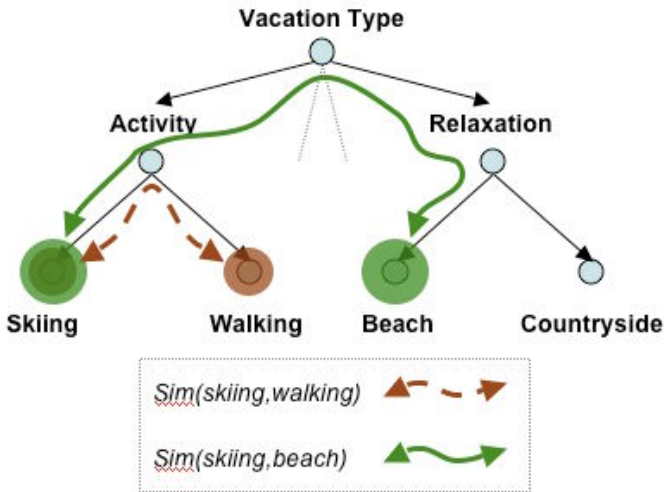 Vacation Type
Activity
Relaxation
Skiing
Walking
Beach
Countryside
Sim(skiing,walking)
Sim(skiing,beach)